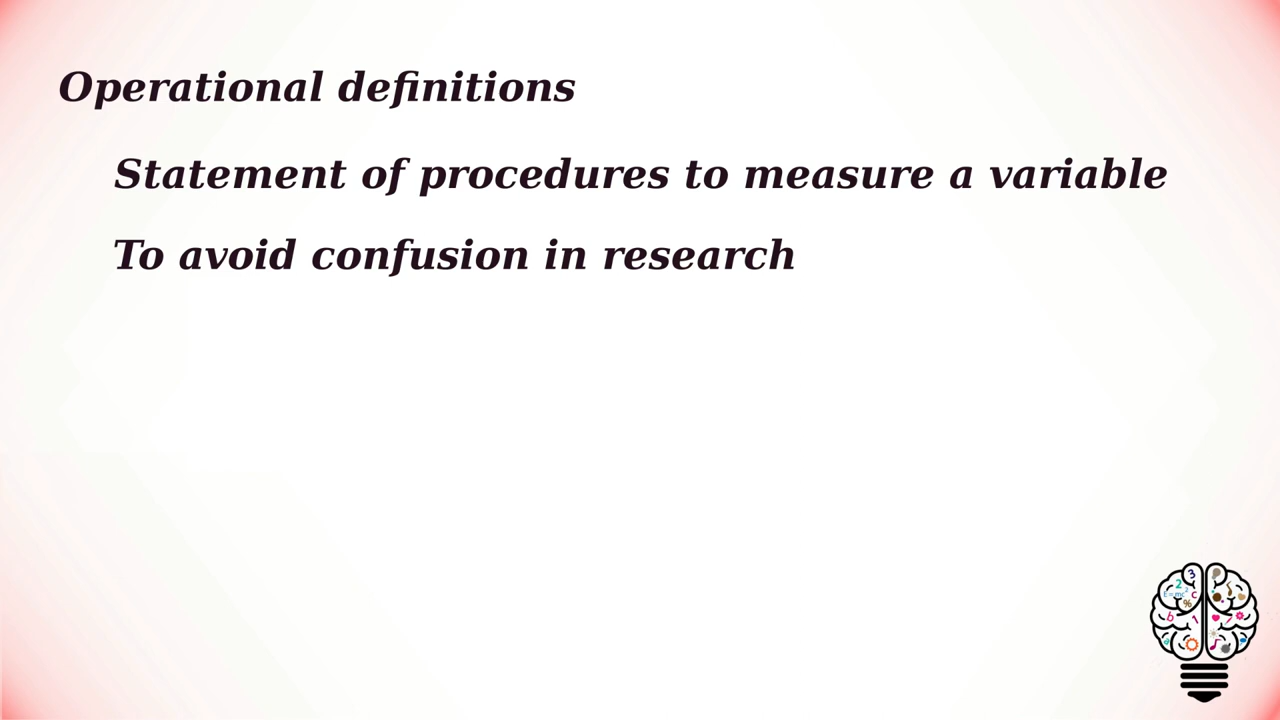 Operational definitions
Statement of procedures to measure a variable
To avoid confusion in research